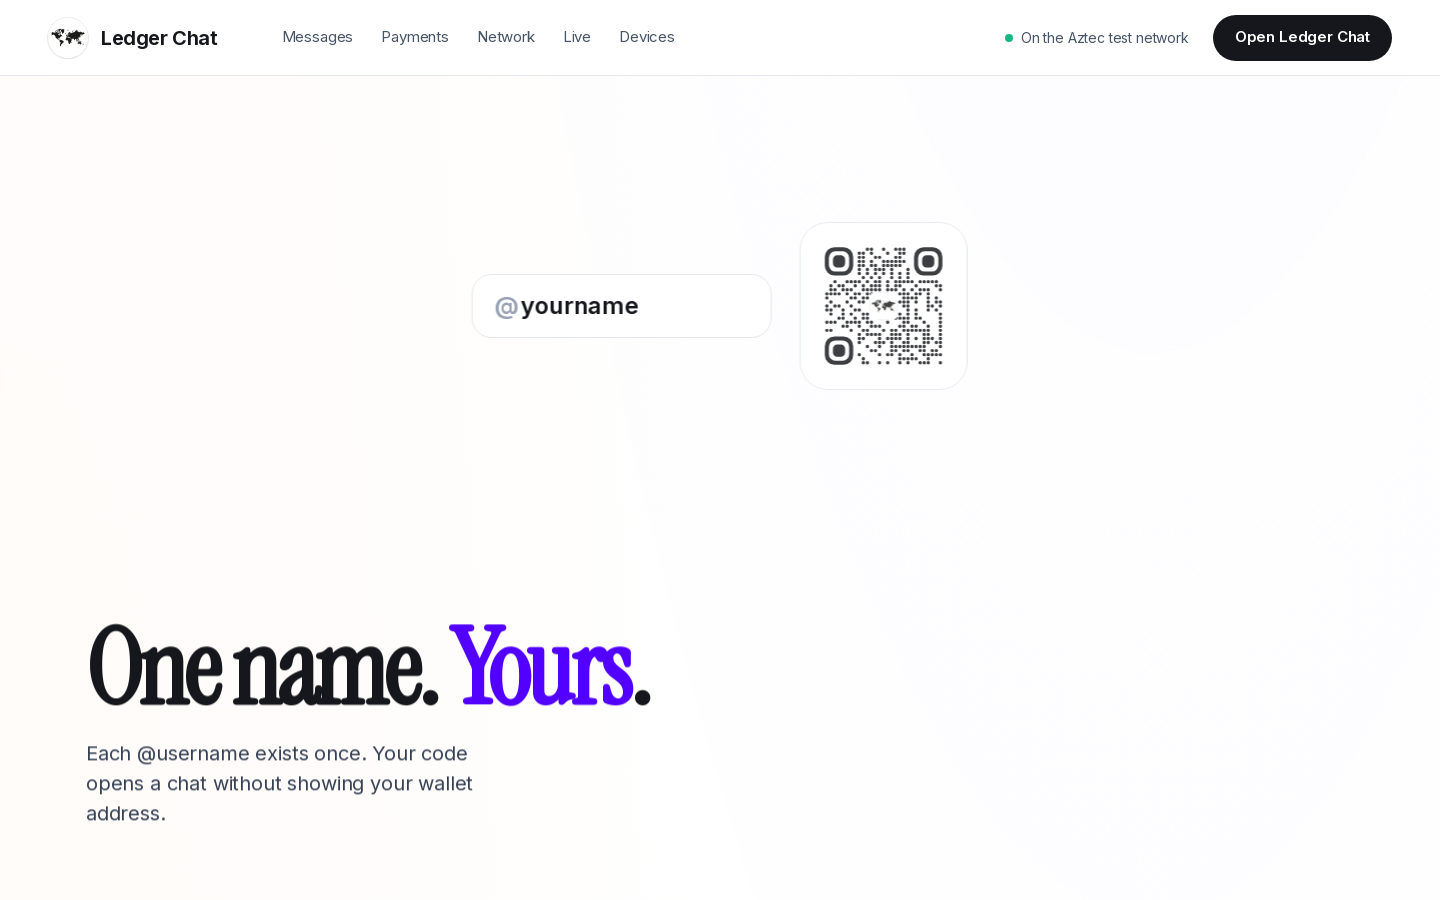 Ledger Chat
Messages
Payments
Network
Live
Devices
On the Aztec test network
Open Ledger Chat
@yourname
One name. Yours.
Each @username exists once. Your code
opens a chat without showing your wallet
address.